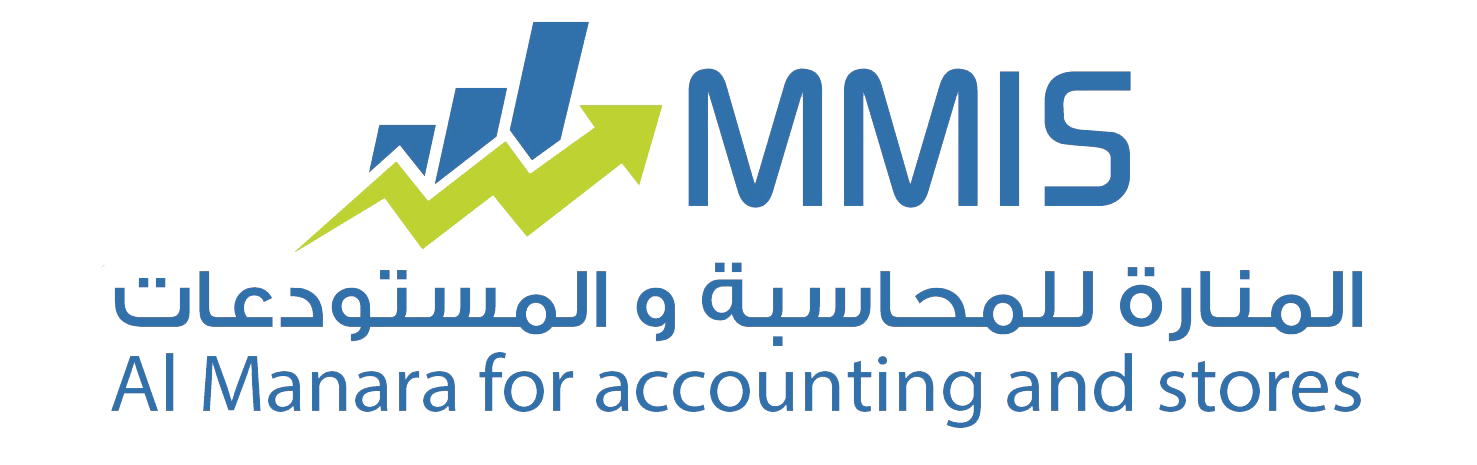 MMIS
المنارة للمحاسبة و المستودعات
Al Manara for accounting and stores